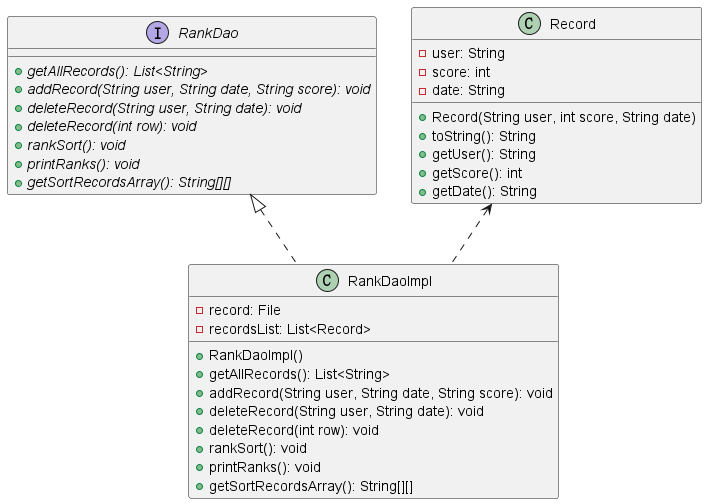 I RankDao
getAllRecords(): List<String>
addRecord(String user, String date, String score): void
deleteRecord(String user, String date): void
deleteRecord(int row): void
rankSort(): void
printRanks(): void
getSortRecordsArray(): String[][]
C Record
user: String
score: int
date: String
Record(String user, int score, String date)
toString(): String
getUser(): String
getScore(): int
getDate(): String
C RankDaoImpl
record: File
recordsList: List<Record>
RankDaoImpl()
getAllRecords(): List<String>
addRecord(String user, String date, String score): void
deleteRecord(String user, String date): void
deleteRecord(int row): void
rankSort(): void
printRanks(): void
getSortRecordsArray(): String[][]